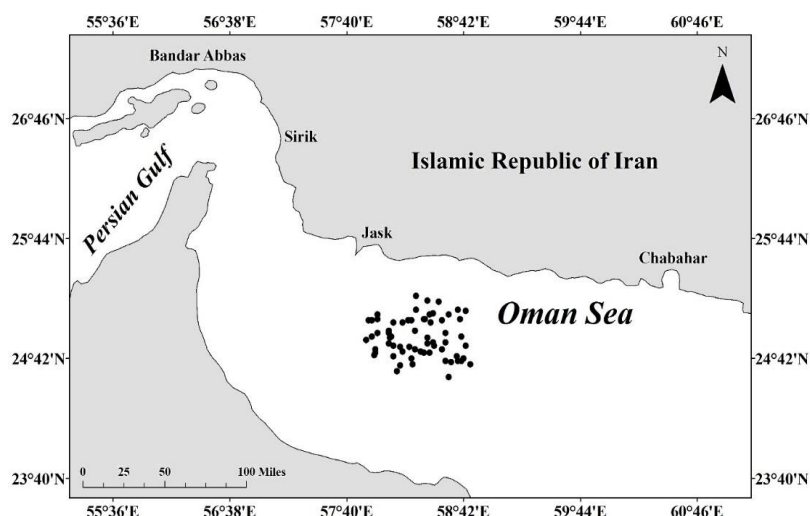 55°36'E 56°38'E 57°40'E 58°42'E 59°44'E 60°46'E
Bandar Abbas
N
26°46'N 26°46'N
Sirik
Islamic Republic of Iran
Persian Gulf
Jask
25°44'N 25°44'N
Chabahar
Oman Sea
24°42'N 24°42'N
0 25 50 100 Miles
23°40'N 23°40'N
55°36'E 56°38'E 57°40'E 58°42'E 59°44'E 60°46'E